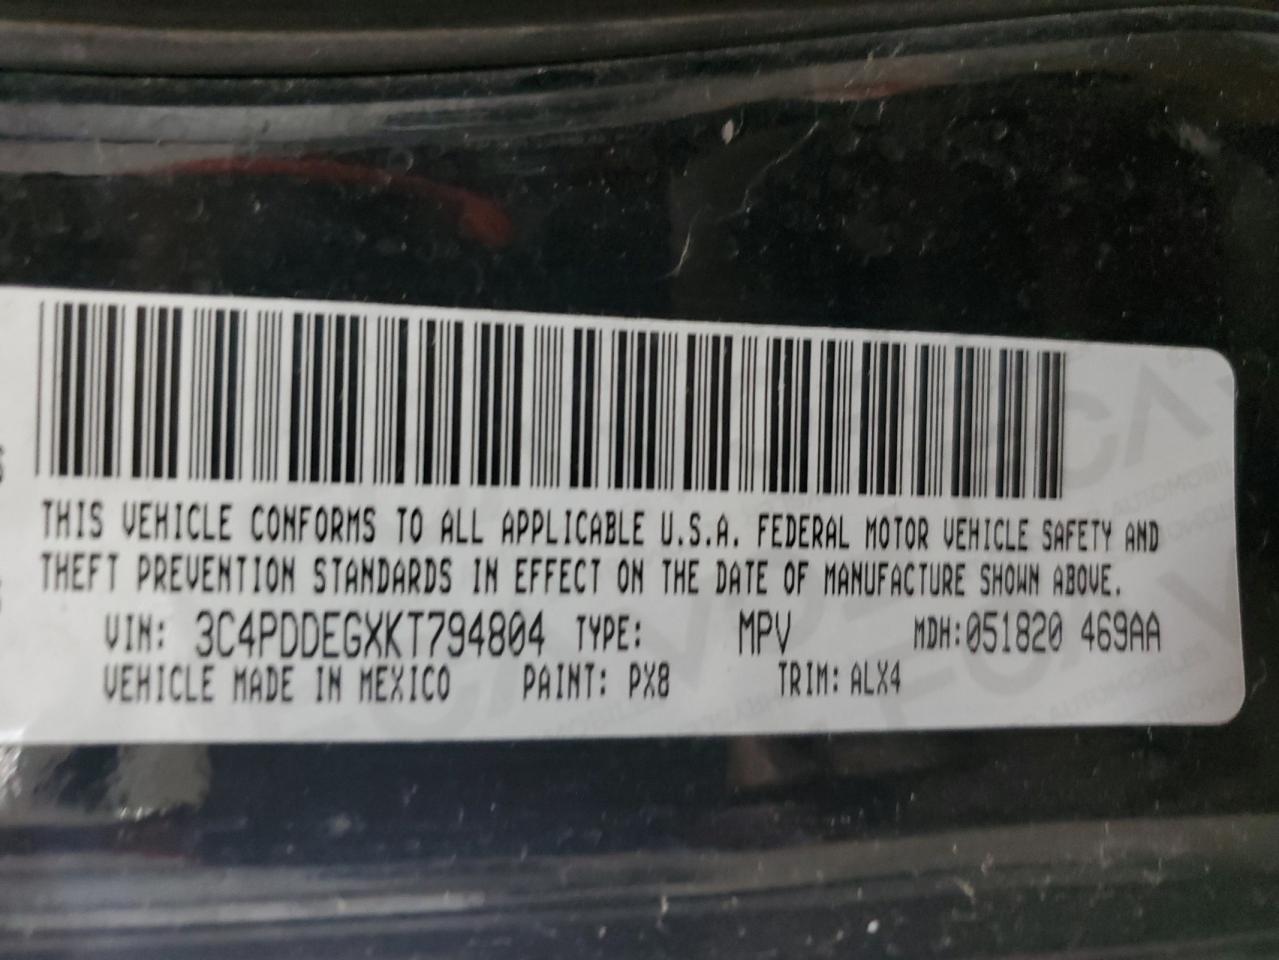 THIS VEHICLE CONFORMS TO ALL APPLICABLE U.S.A. FEDERAL MOTOR VEHICLE SAFETY AND
THEFT PREVENTION STANDARDS IN EFFECT ON THE DATE OF MANUFACTURE SHOWN ABOVE.
VIN: 3C4PDDEGXKT794804 TYPE: MPV MDH:051820 469AA
VEHICLE MADE IN MEXICO PAINT: PX8 TRIM: ALX4